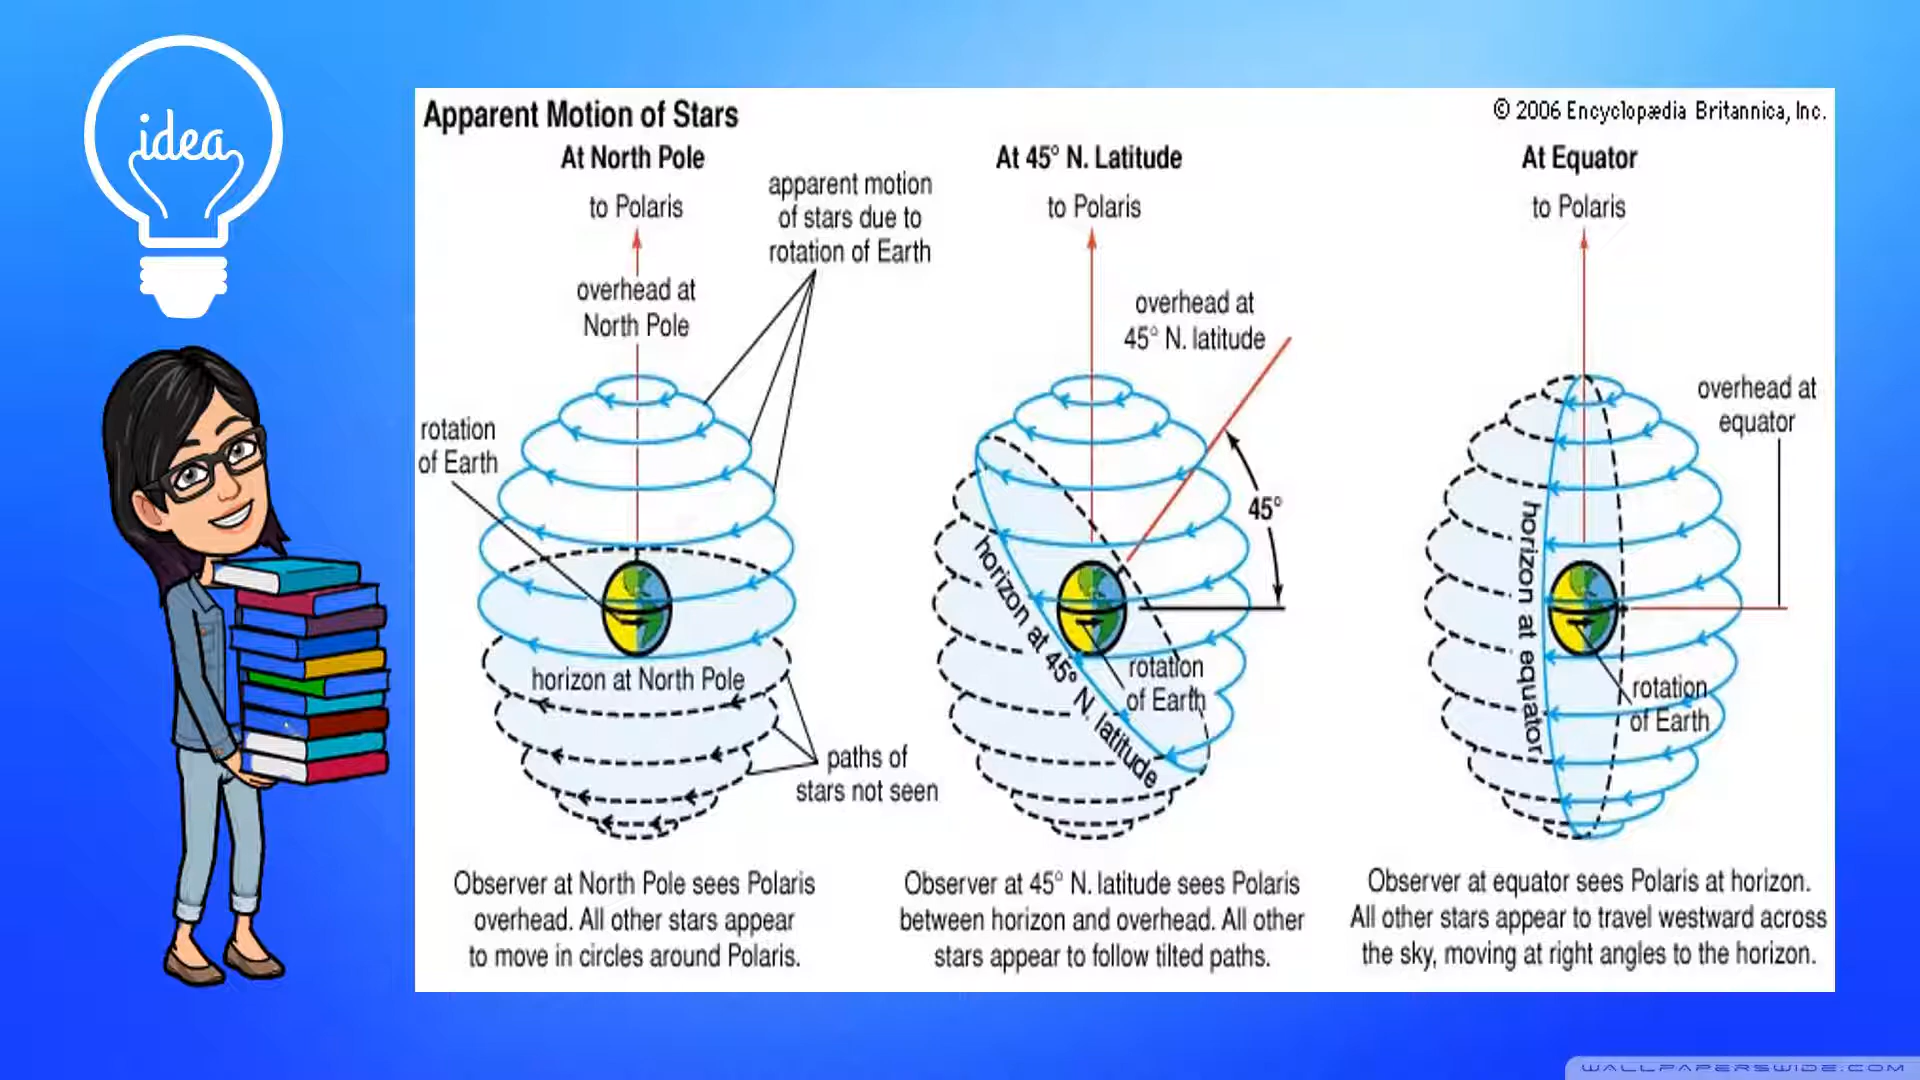 idea
Apparent Motion of Stars
© 2006 Encyclopædia Britannica, Inc.
At North Pole
to Polaris
overhead at
North Pole
apparent motion
of stars due to
rotation of Earth
rotation
of Earth
horizon at North Pole
paths of
stars not seen
Observer at North Pole sees Polaris
overhead. All other stars appear
to move in circles around Polaris.
At 45° N. Latitude
to Polaris
overhead at
45° N. latitude
45°
horizon at 45° N. latitude
rotation
of Earth
Observer at 45° N. latitude sees Polaris
between horizon and overhead. All other
stars appear to follow tilted paths.
At Equator
to Polaris
overhead at
equator
horizon at equator
rotation
of Earth
Observer at equator sees Polaris at horizon.
All other stars appear to travel westward across
the sky, moving at right angles to the horizon.
WALLPAPERSWIDE.COM